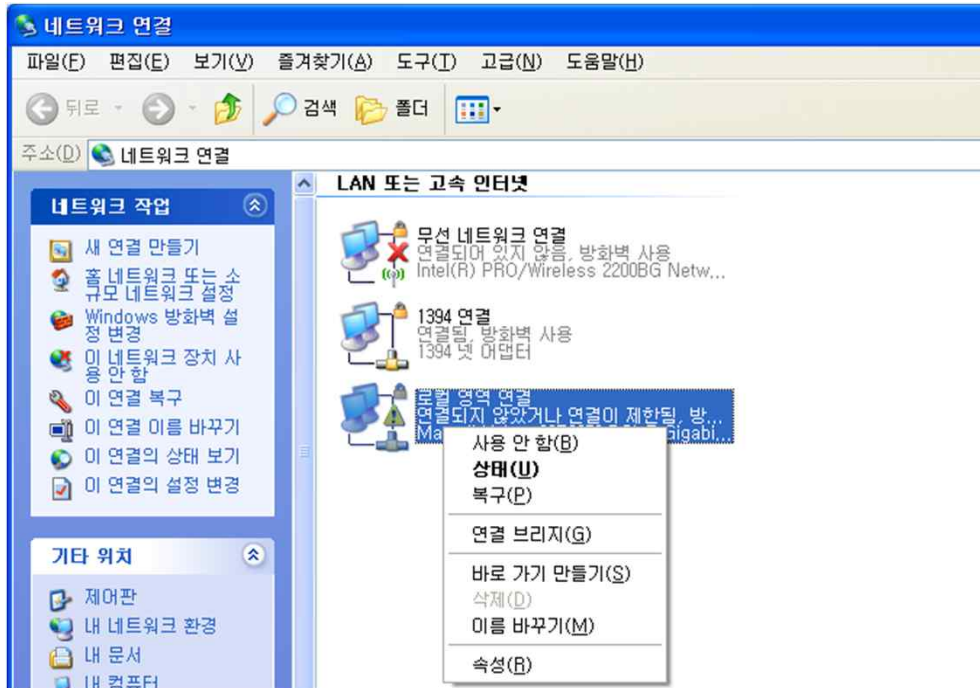 네트워크 연결
파일(F) 편집(E) 보기(V) 즐겨찾기(A) 도구(T) 고급(N) 도움말(H)
뒤로 검색 폴더
주소(D) 네트워크 연결
네트워크 작업
새 연결 만들기
홈 네트워크 또는 소
규모 네트워크 설정
Windows 방화벽 설
정 변경
이 네트워크 장치 사
용 안 함
이 연결 복구
이 연결 이름 바꾸기
이 연결의 상태 보기
이 연결의 설정 변경
기타 위치
제어판
내 네트워크 환경
내 문서
내 컴퓨터
LAN 또는 고속 인터넷
무선 네트워크 연결
연결되어 있지 않음, 방화벽 사용
Intel(R) PRO/Wireless 2200BG Netw...
1394 연결
연결됨, 방화벽 사용
1394 넷 어댑터
로컬 영역 연결
연결되지 않았거나 연결이 제한됨, 방...
사용 안 함(B)
상태(U)
복구(P)
연결 브리지(G)
바로 가기 만들기(S)
삭제(D)
이름 바꾸기(M)
속성(R)